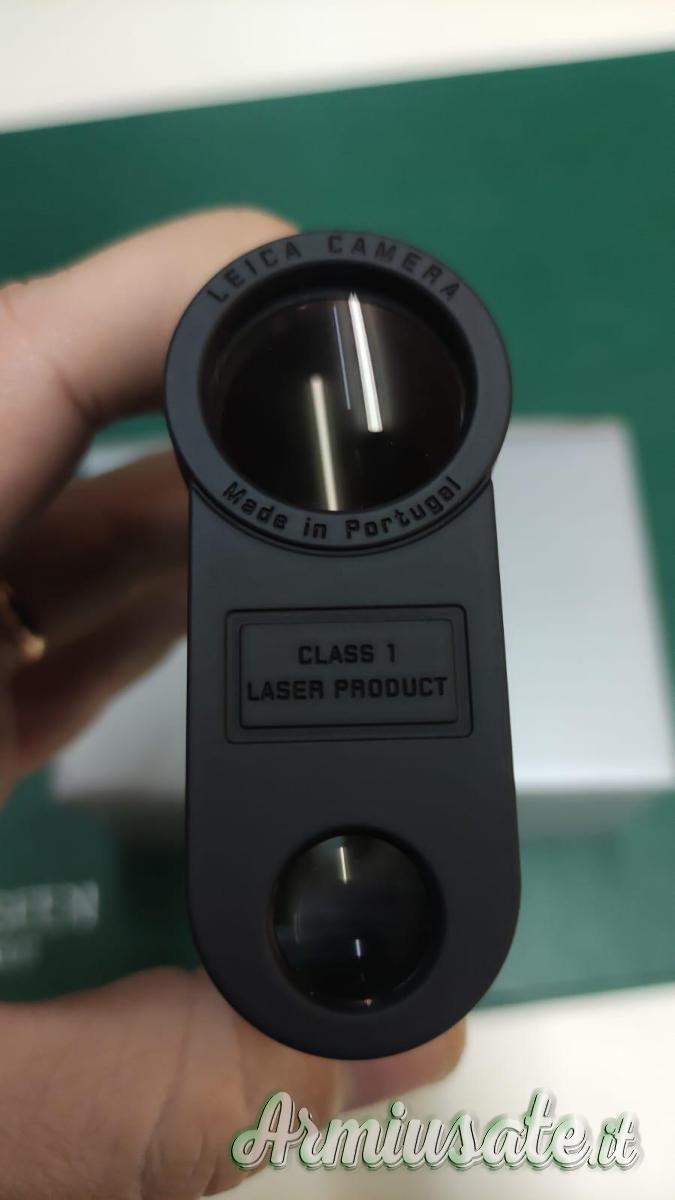 LEICA CAMERA
Made in Portugal
CLASS 1
LASER PRODUCT
Armiusate.it